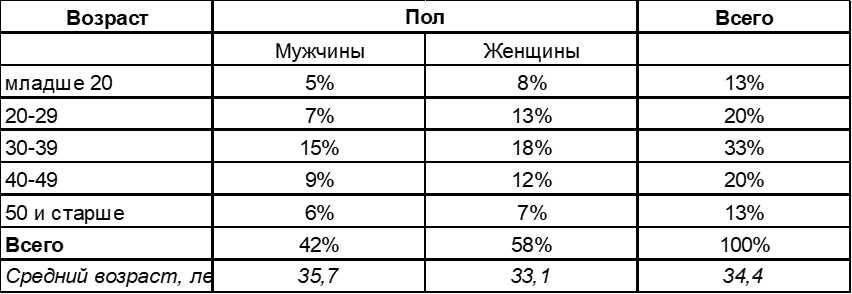 Возраст Пол Всего
Мужчины Женщины
младше 20 5% 8% 13%
20-29 7% 13% 20%
30-39 15% 18% 33%
40-49 9% 12% 20%
50 и старше 6% 7% 13%
Всего 42% 58% 100%
Средний возраст, ле 35,7 33,1 34,4